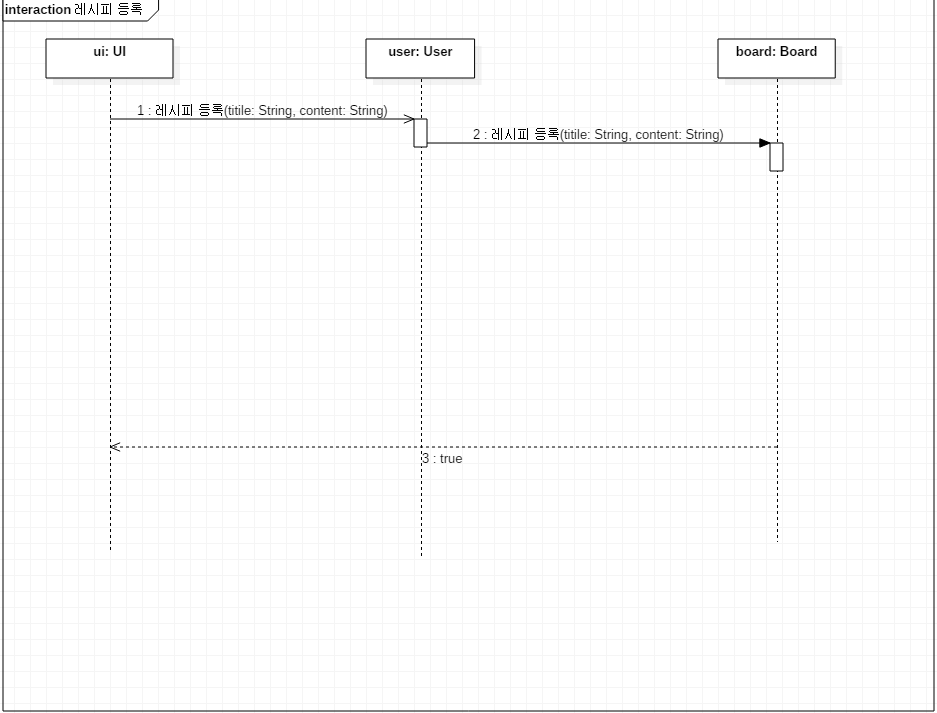 interaction 레시피 등록
ui: UI
user: User
board: Board
1 : 레시피 등록(titile: String, content: String)
2 : 레시피 등록(titile: String, content: String)
3 : true